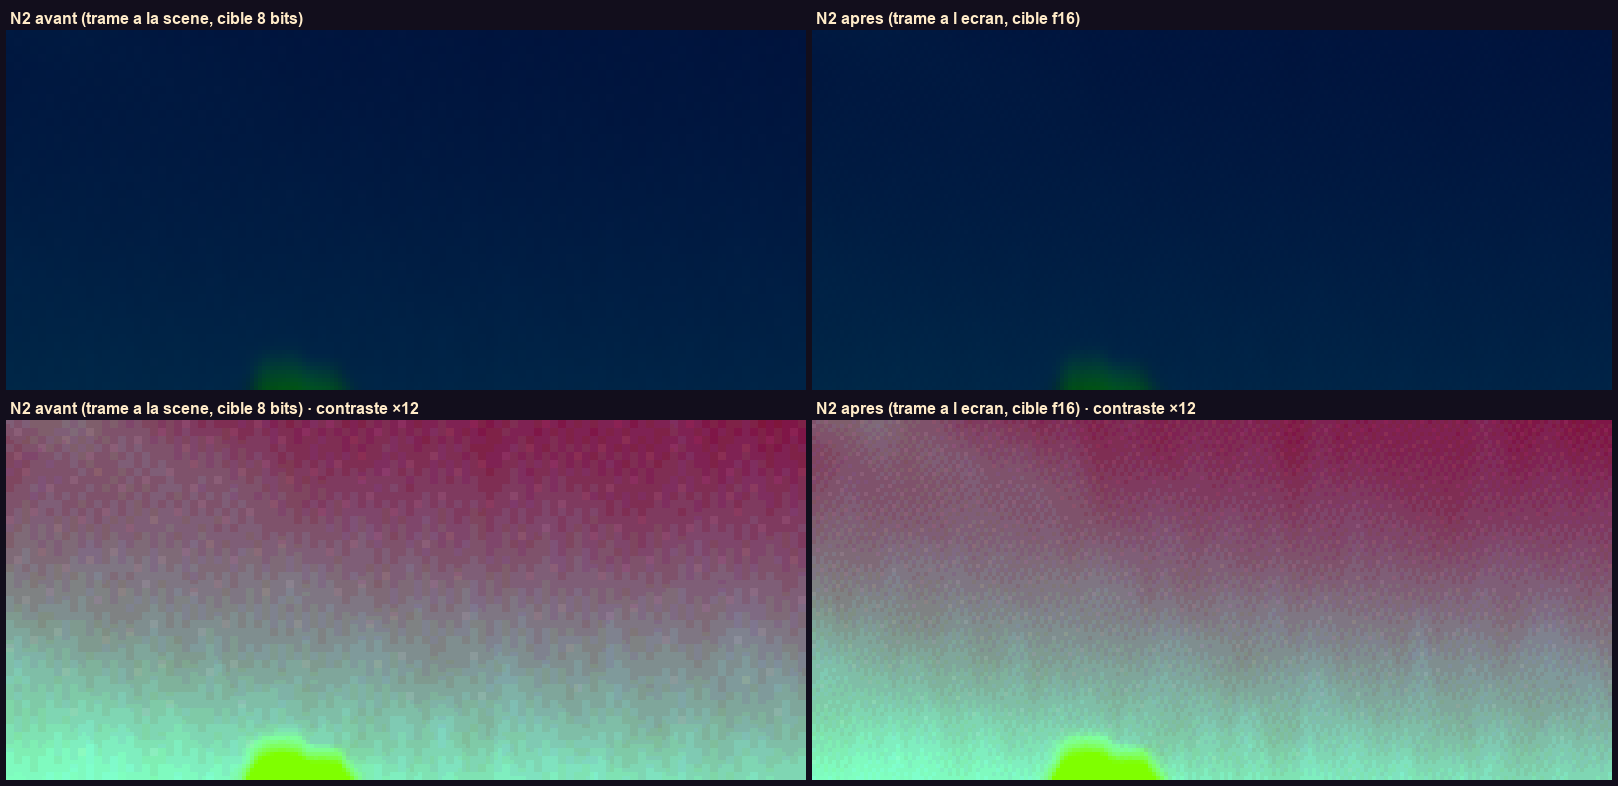 N2 avant (trame a la scene, cible 8 bits)
N2 apres (trame a l ecran, cible f16)
N2 avant (trame a la scene, cible 8 bits) · contraste ×12
N2 apres (trame a l ecran, cible f16) · contraste ×12